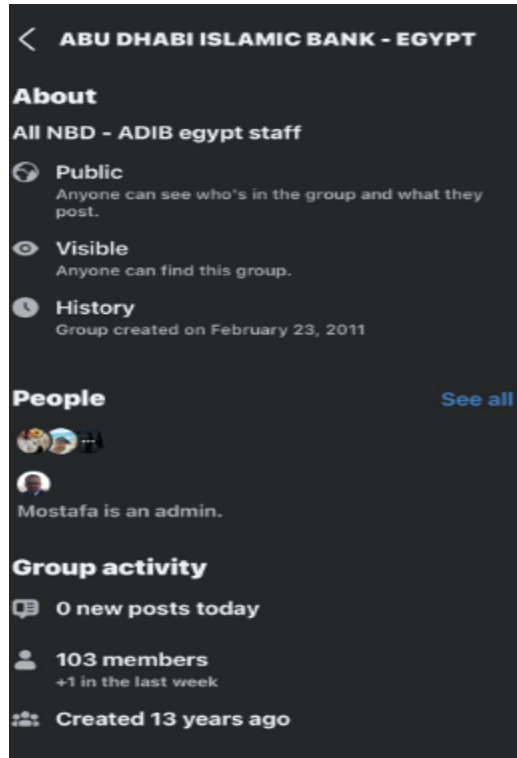 ABU DHABI ISLAMIC BANK - EGYPT
About
All NBD - ADIB egypt staff
Public
Anyone can see who's in the group and what they
post.
Visible
Anyone can find this group.
History
Group created on February 23, 2011
People
See all
Mostafa is an admin.
Group activity
0 new posts today
103 members
+1 in the last week
Created 13 years ago